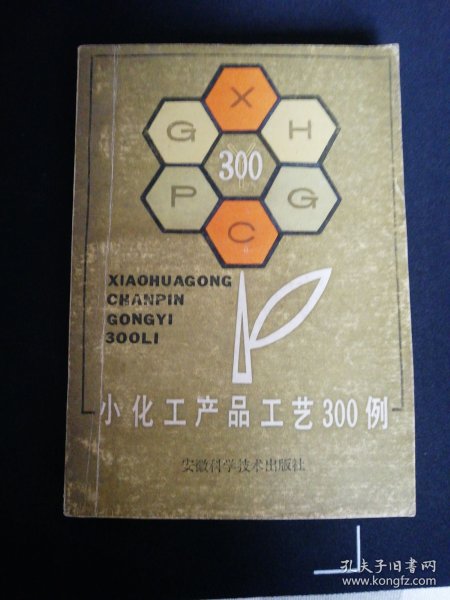 X
G
H
300
P
G
C
XIAOHUAGONG
CHANPIN
GONGYI
300LI
小化工产品工艺300例
安徽科学技术出版社
孔夫子旧书网
www.kongfz.com